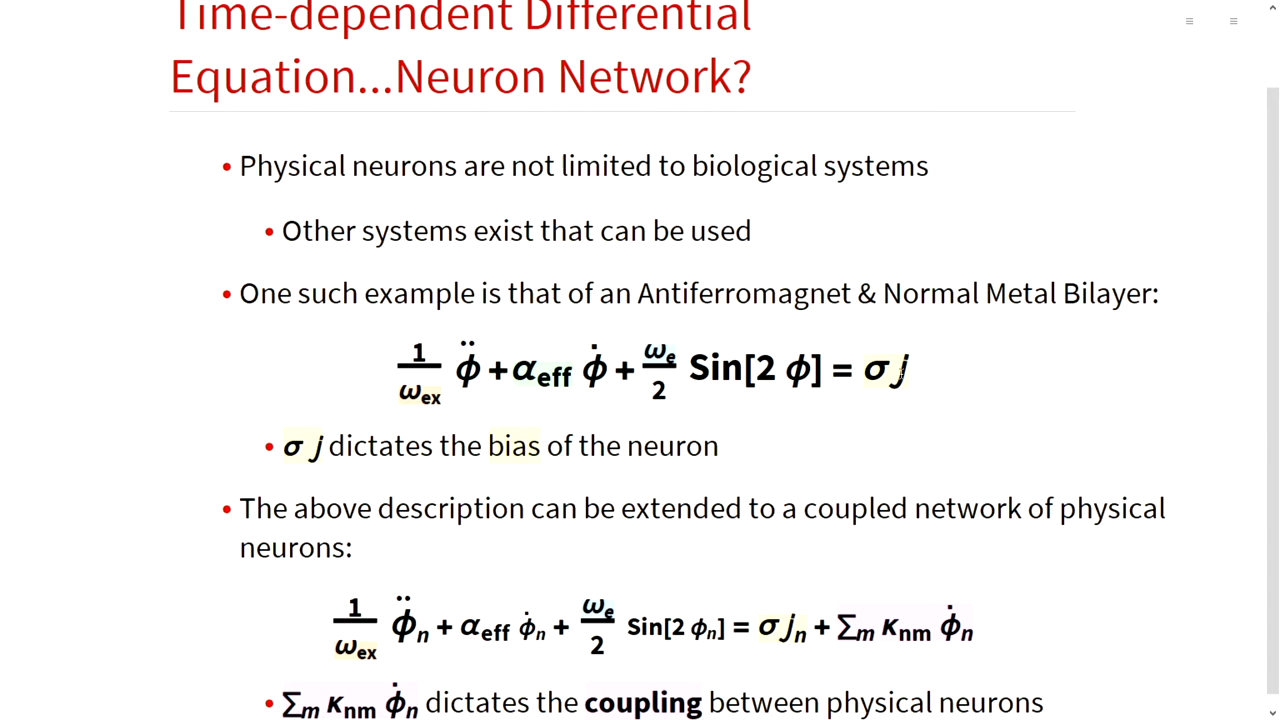 Time-dependent Differential
Equation...Neuron Network?
• Physical neurons are not limited to biological systems
• Other systems exist that can be used
• One such example is that of an Antiferromagnet & Normal Metal Bilayer:
1/ω_ex ϕ̈ + α_eff ϕ̇ + ω_e/2 Sin[2 ϕ] = σ j
• σ j dictates the bias of the neuron
• The above description can be extended to a coupled network of physical
neurons:
1/ω_ex ϕ̈_n + α_eff ϕ̇_n + ω_e/2 Sin[2 ϕ_n] = σ j_n + ∑_m κ_nm ϕ̇_n
• ∑_m κ_nm ϕ̇_n dictates the coupling between physical neurons